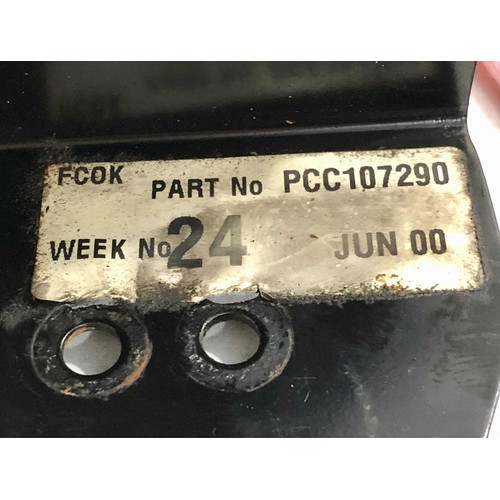 FCOK
PART No PCC107290
WEEK No 24 JUN 00